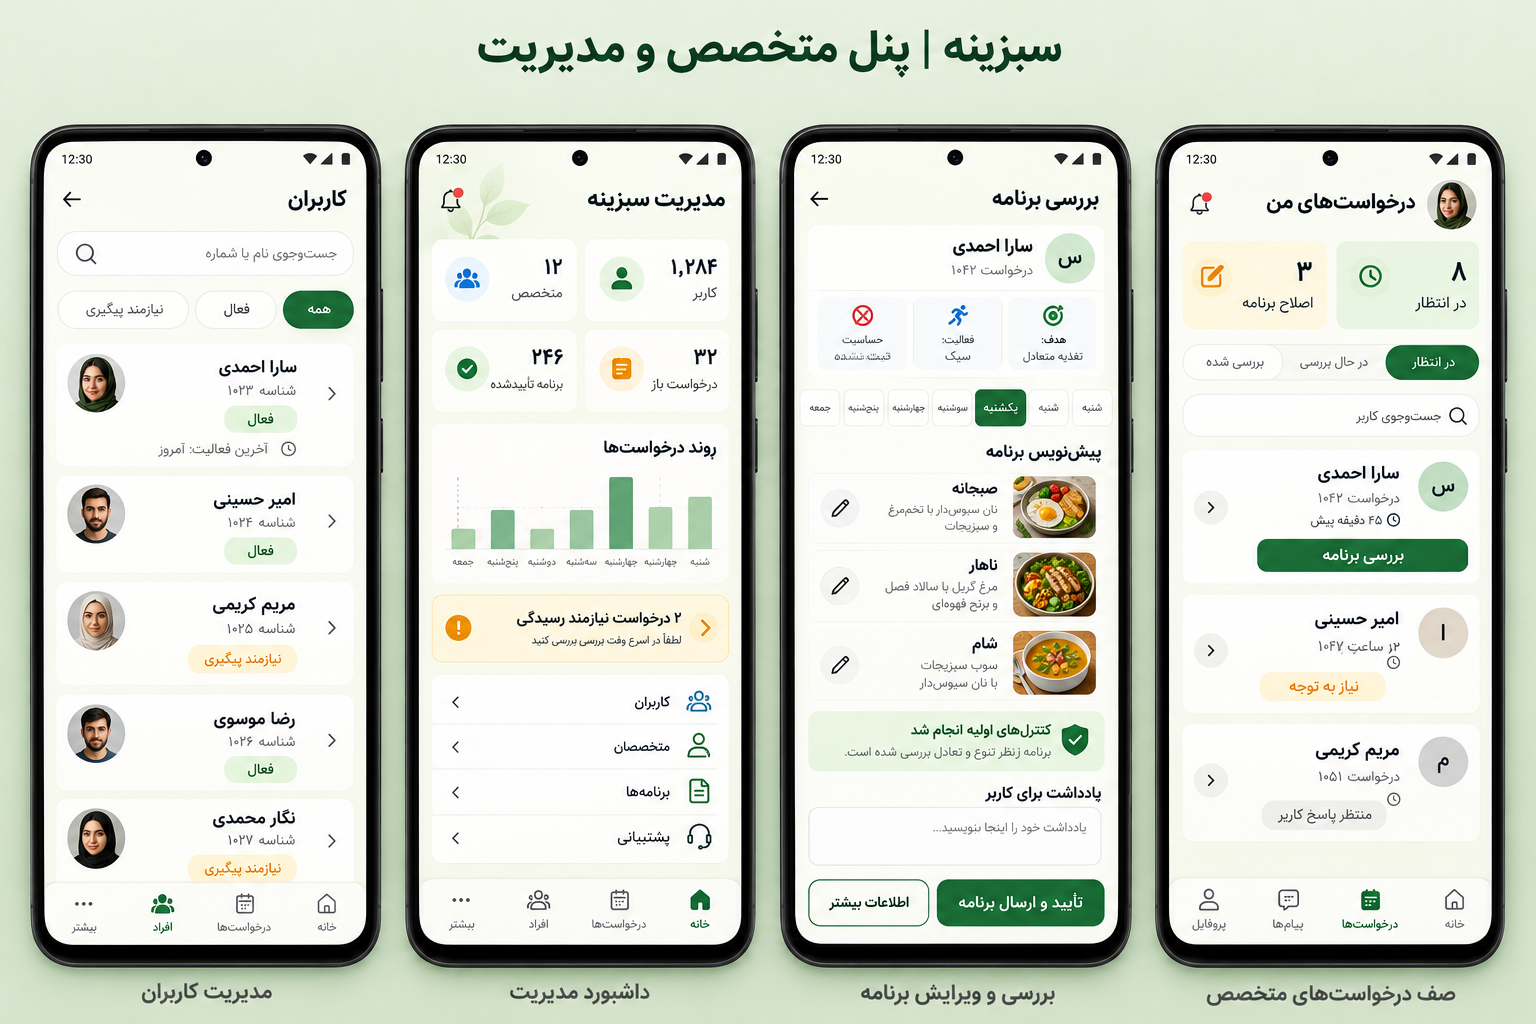 سبزینه | پنل متخصص و مدیریت
12:30
درخواست‌های من
۸
در انتظار
۳
اصلاح برنامه
در انتظار
در حال بررسی
بررسی شده
جست‌وجوی کاربر
س
سارا احمدی
درخواست ۱۰۴۲
۴۵ دقیقه پیش
بررسی برنامه
ا
امیر حسینی
۱۲ ساعت ۱۰۴۷
نیاز به توجه
م
مریم کریمی
درخواست ۱۰۵۱
منتظر پاسخ کاربر
خانه
درخواست‌ها
پیام‌ها
پروفایل
صف درخواست‌های متخصص
12:30
بررسی برنامه
س
سارا احمدی
درخواست ۱۰۴۲
هدف:
تغذیه متعادل
فعالیت:
سبک
حساسیت
ثبت نشده
شنبه
شنبه
یکشنبه
سوشنبه
چهارشنبه
پنج‌شنبه
جمعه
پیش‌نویس برنامه
صبحانه
نان سبوس‌دار با تخم‌مرغ
و سبزیجات
ناهار
مرغ گریل با سالاد فصل
و برنج قهوه‌ای
شام
سوپ سبزیجات
با نان سبوس‌دار
کنترل‌های اولیه انجام شد
برنامه ازنظر تنوع و تعادل بررسی شده است.
یادداشت برای کاربر
یادداشت خود را اینجا بنویسید...
تأیید و ارسال برنامه
اطلاعات بیشتر
بررسی و ویرایش برنامه
12:30
مدیریت سبزینه
۱,۲۸۴
کاربر
۱۲
متخصص
۳۲
درخواست باز
۲۴۶
برنامه تأییدشده
روند درخواست‌ها
شنبه
چهارشنبه
چهارشنبه
سه‌شنبه
دوشنبه
پنج‌شنبه
جمعه
۲ درخواست نیازمند رسیدگی
لطفاً در اسرع وقت بررسی بررسی کنید
کاربران
متخصصان
برنامه‌ها
پشتیبانی
خانه
درخواست‌ها
افراد
بیشتر
داشبورد مدیریت
12:30
کاربران
جست‌وجوی نام یا شماره
همه
فعال
نیازمند پیگیری
سارا احمدی
شناسه ۱۰۲۳
فعال
آخرین فعالیت: امروز
امیر حسینی
شناسه ۱۰۲۴
فعال
مریم کریمی
شناسه ۱۰۲۵
نیازمند پیگیری
رضا موسوی
شناسه ۱۰۲۶
فعال
نگار محمدی
شناسه ۱۰۲۷
نیازمند پیگیری
خانه
درخواست‌ها
افراد
بیشتر
مدیریت کاربران